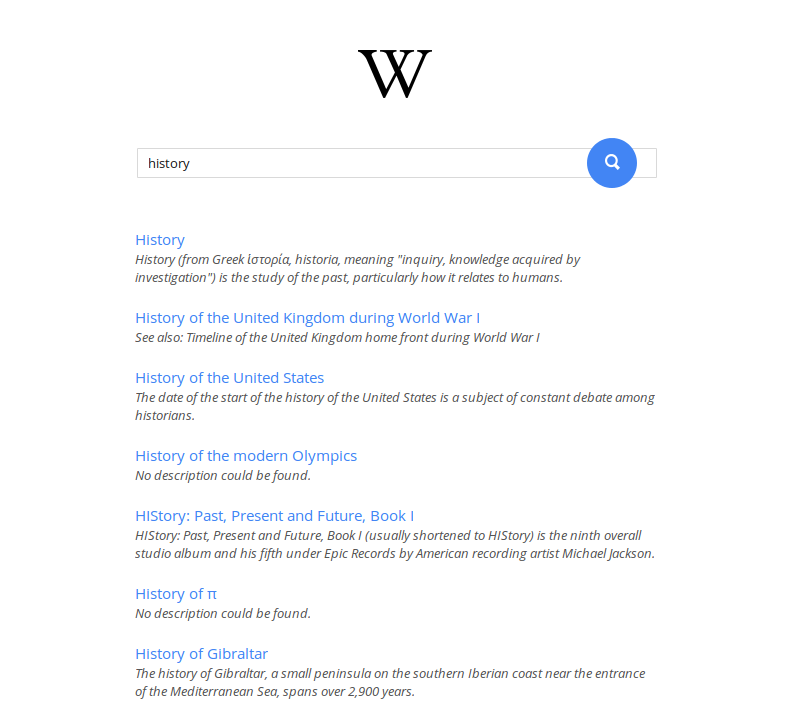 W
history
History
History (from Greek ἱστορία, historia, meaning "inquiry, knowledge acquired by
investigation") is the study of the past, particularly how it relates to humans.
History of the United Kingdom during World War I
See also: Timeline of the United Kingdom home front during World War I
History of the United States
The date of the start of the history of the United States is a subject of constant debate among
historians.
History of the modern Olympics
No description could be found.
HIStory: Past, Present and Future, Book I
HIStory: Past, Present and Future, Book I (usually shortened to HIStory) is the ninth overall
studio album and his fifth under Epic Records by American recording artist Michael Jackson.
History of π
No description could be found.
History of Gibraltar
The history of Gibraltar, a small peninsula on the southern Iberian coast near the entrance
of the Mediterranean Sea, spans over 2,900 years.